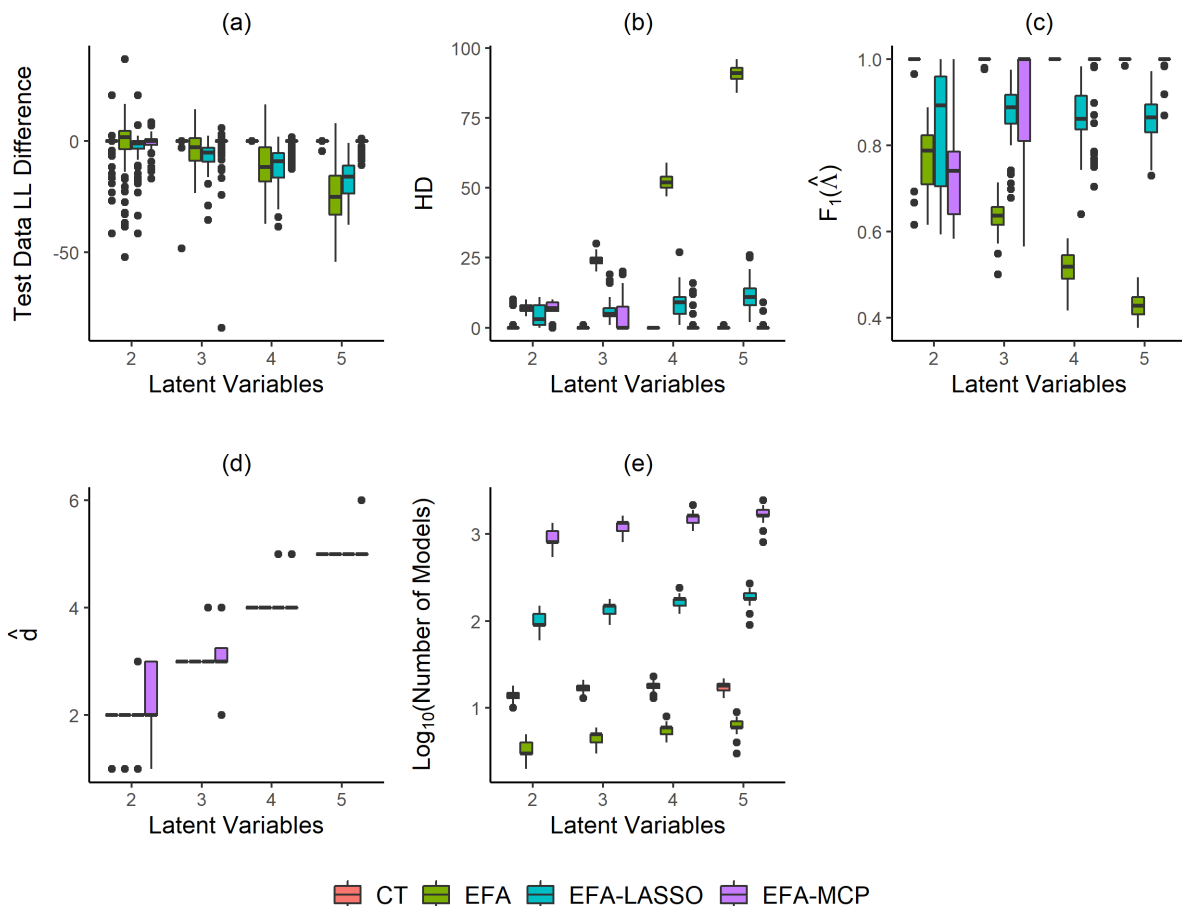 (a)
(b)
(c)
Test Data LL Difference
0
-50
2 3 4 5
Latent Variables
HD
100
75
50
25
0
2 3 4 5
Latent Variables
F₁(Λ̂)
1.0
0.8
0.6
0.4
2 3 4 5
Latent Variables
(d)
(e)
d̂
6
4
2
2 3 4 5
Latent Variables
Log₁₀(Number of Models)
3
2
1
2 3 4 5
Latent Variables
CT EFA EFA-LASSO EFA-MCP